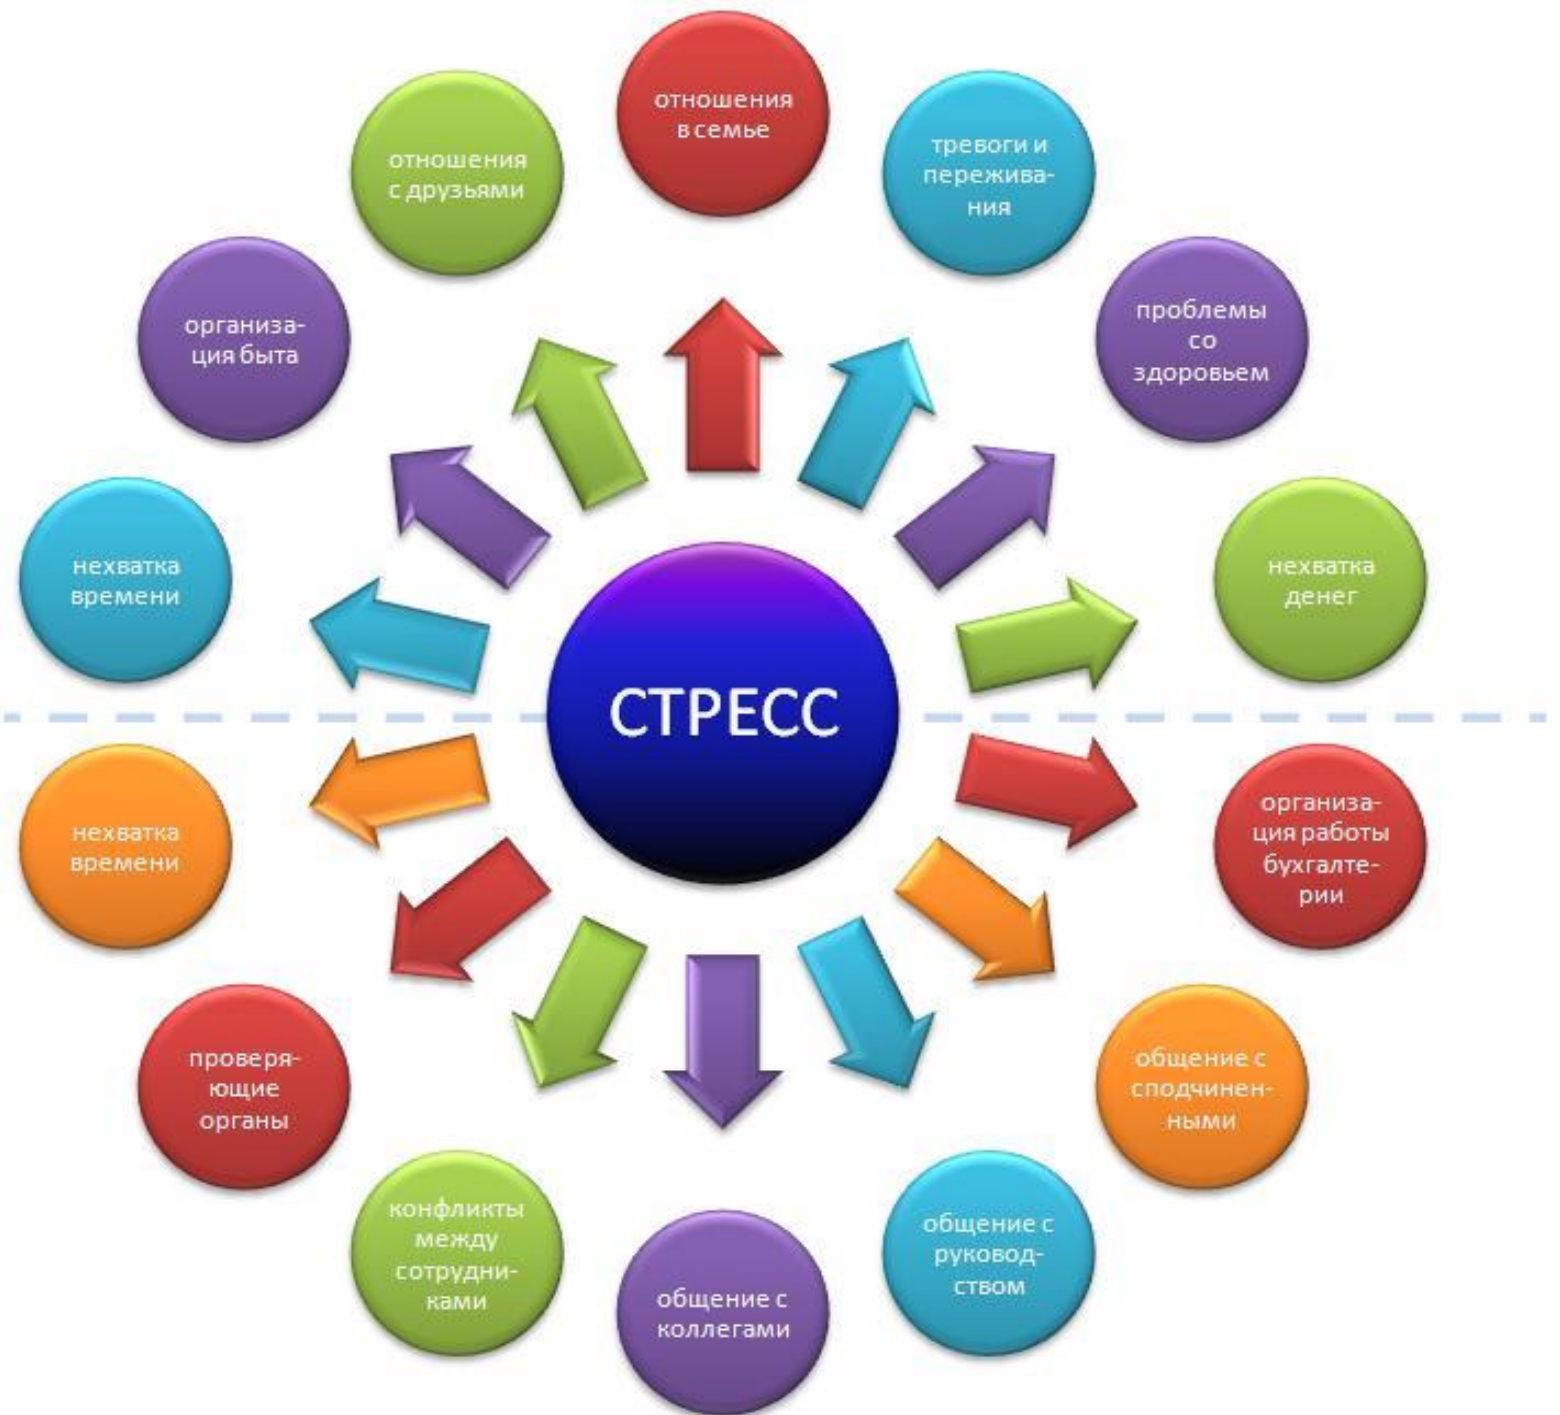 отношения
в семье
тревоги и
пережива-
ния
проблемы
со
здоровьем
нехватка
денег
организа-
ция работы
бухгалте-
рии
общение с
сподчинен-
ными
общение с
руковод-
ством
общение с
коллегами
конфликты
между
сотрудни-
ками
проверя-
ющие
органы
нехватка
времени
нехватка
времени
организа-
ция быта
отношения
с друзьями
СТРЕСС